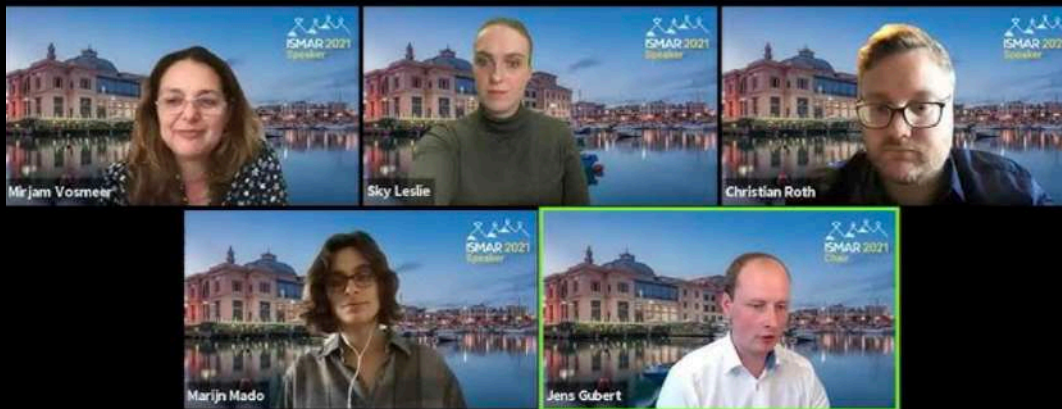 ISMAR 2021
Speaker
Mirjam Vosmeer
ISMAR 2021
Speaker
Sky Leslie
ISMAR 2021
Speaker
Christian Roth
ISMAR 2021
Speaker
Marijn Mado
ISMAR 2021
Chair
Jens Gubert